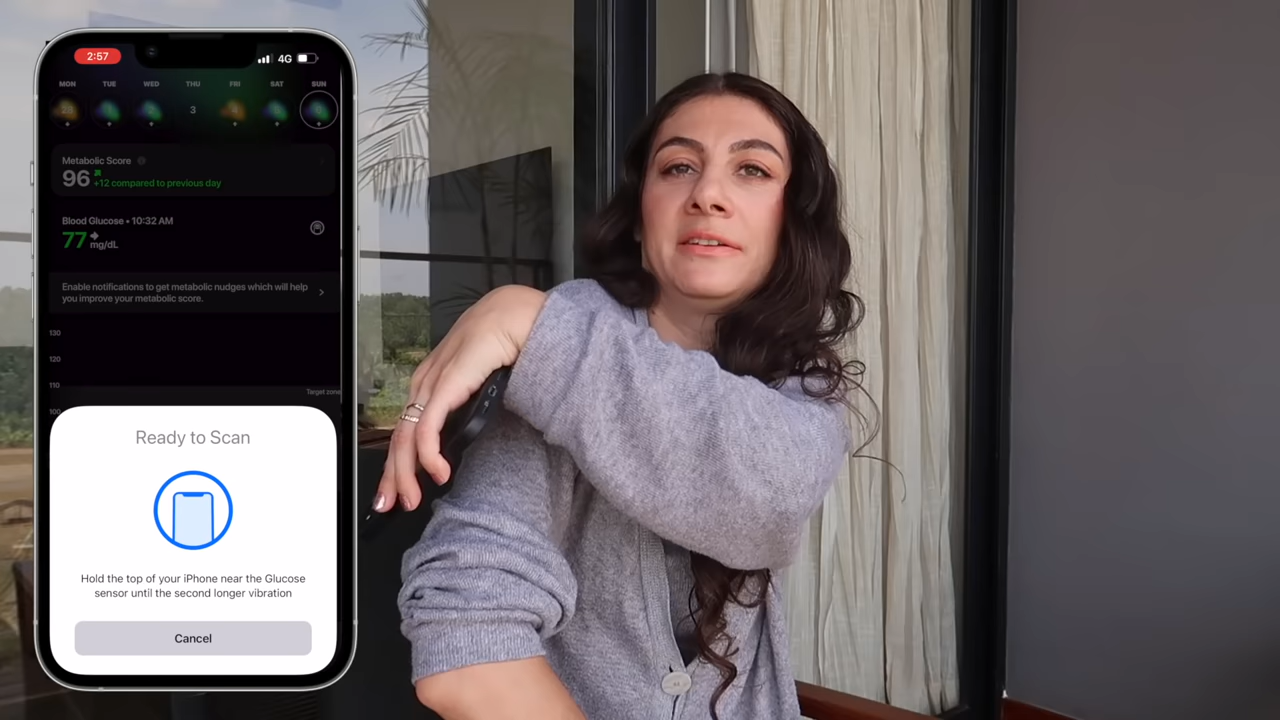 2:57
4G
MON TUE WED THU FRI SAT SUN
3
Metabolic Score
96 +12 compared to previous day
Blood Glucose • 10:32 AM
77 mg/dL
Enable notifications to get metabolic nudges which will help
you improve your metabolic score.
130
120
110
Target zone
100
Ready to Scan
Hold the top of your iPhone near the Glucose
sensor until the second longer vibration
Cancel